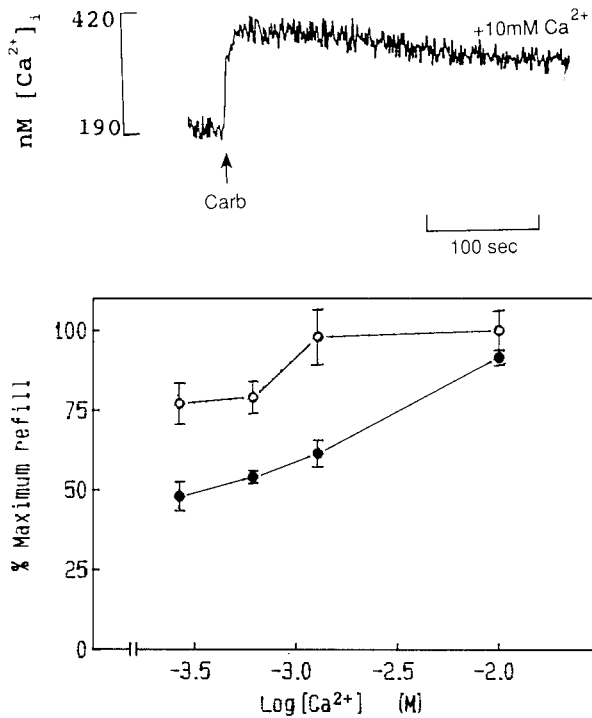 420
+10mM Ca²⁺
nM [Ca²⁺]ᵢ
190
Carb
100 sec
100
75
50
25
0
% Maximum refill
-3.5 -3.0 -2.5 -2.0
Log[Ca²⁺] (M)